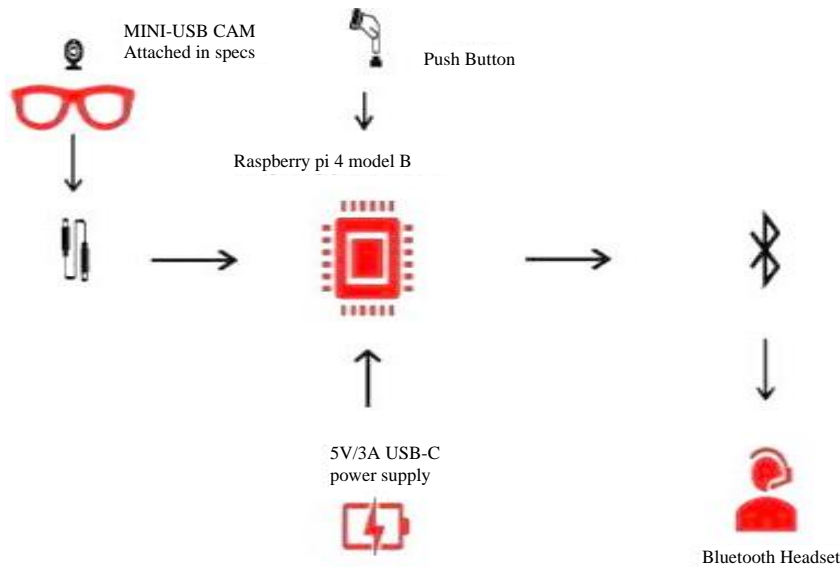 MINI-USB CAM
Attached in specs
Push Button
Raspberry pi 4 model B
5V/3A USB-C
power supply
Bluetooth Headset